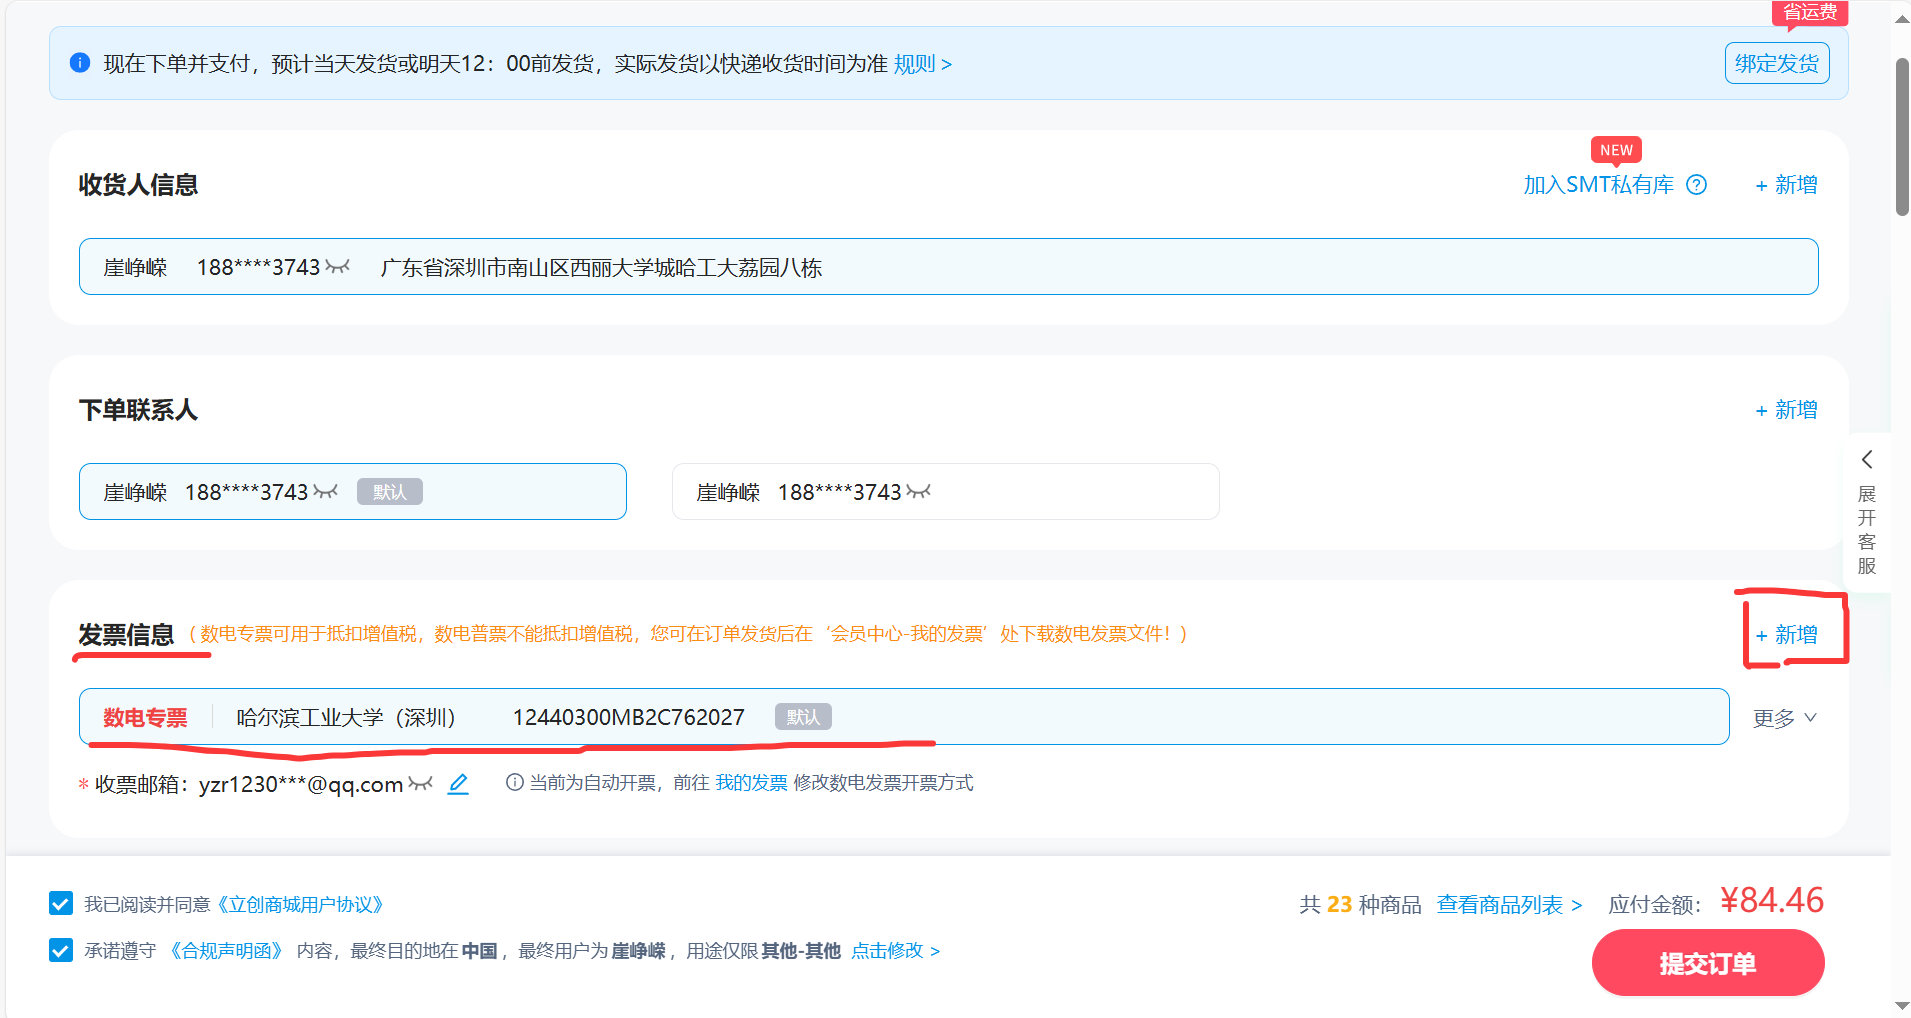 省运费
现在下单并支付，预计当天发货或明天12：00前发货，实际发货以快递收货时间为准 规则 >
绑定发货
NEW
收货人信息 加入SMT私有库 ? + 新增
崖峥嵘 188****3743 广东省深圳市南山区西丽大学城哈工大荔园八栋
下单联系人 + 新增
崖峥嵘 188****3743 默认 崖峥嵘 188****3743
展开客服
发票信息 （数电专票可用于抵扣增值税，数电普票不能抵扣增值税，您可在订单发货后在‘会员中心-我的发票’处下载数电发票文件！） + 新增
数电专票 哈尔滨工业大学（深圳） 12440300MB2C762027 默认 更多
* 收票邮箱：yzr1230***@qq.com 当前为自动开票，前往 我的发票 修改数电发票开票方式
我已阅读并同意《立创商城用户协议》 共 23 种商品 查看商品列表 > 应付金额： ¥84.46
承诺遵守 《合规声明函》 内容，最终目的地在 中国 ，最终用户为 崖峥嵘 ，用途仅限 其他-其他 点击修改 >
提交订单